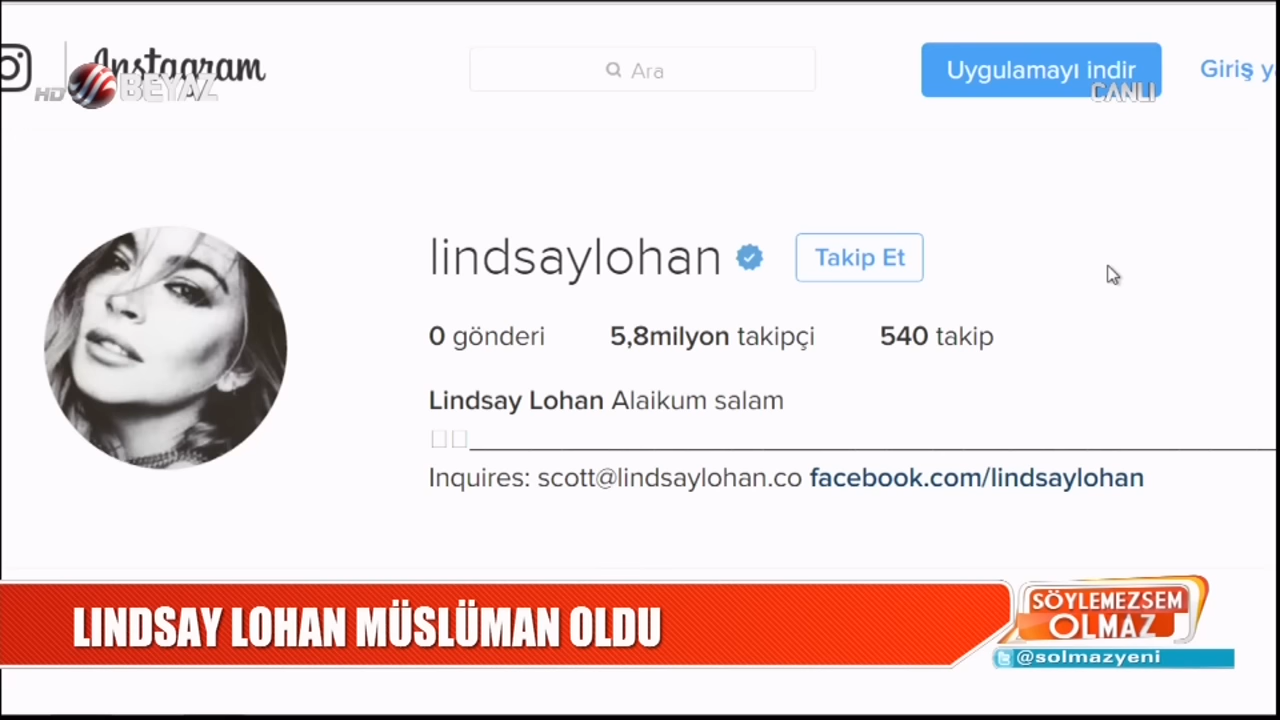 Instagram
HD BEYAZ
Ara
Uygulamayı indir
CANLI
Giriş y
lindsaylohan
Takip Et
0 gönderi 5,8milyon takipçi 540 takip
Lindsay Lohan Alaikum salam
Inquires: scott@lindsaylohan.co facebook.com/lindsaylohan
LINDSAY LOHAN MÜSLÜMAN OLDU
SÖYLEMEZSEM
OLMAZ
@solmazyeni